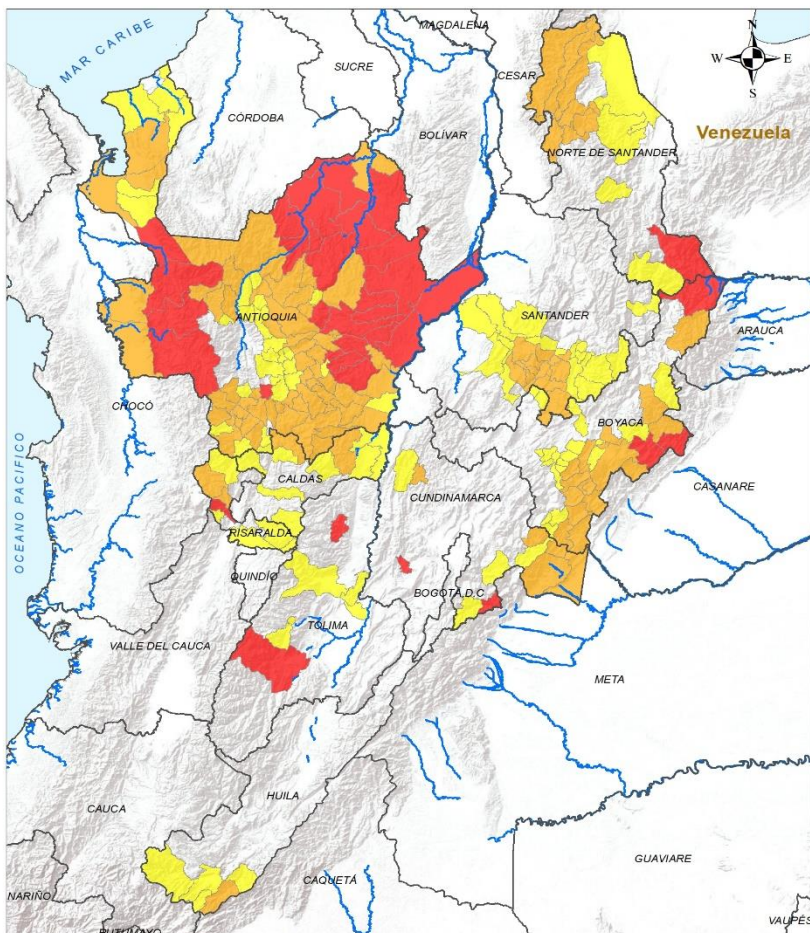 MAGDALENA
N
W E
S
MAR CARIBE
SUCRE
CESAR
CÓRDOBA
BOLÍVAR
Venezuela
NORTE DE SANTANDER
ANTIOQUIA
SANTANDER
ARAUCA
CHOCÓ
BOYACÁ
OCEANO PACIFICO
CALDAS
CUNDINAMARCA
CASANARE
RISARALDA
QUINDÍO
BOGOTÁ, D.C
TOLIMA
VALLE DEL CAUCA
META
HUILA
CAUCA
GUAVIARE
CAQUETÁ
NARIÑO
VAUPÉS
PUTUMAYO